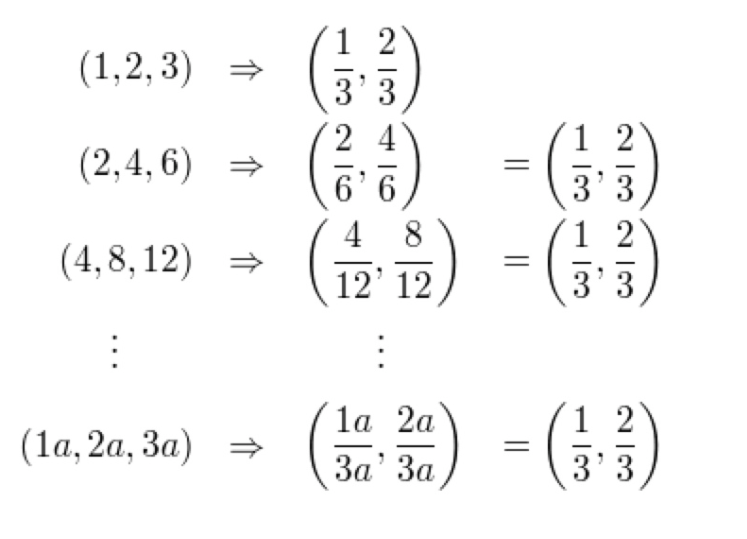 (1,2,3) ⇒ (1/3, 2/3)
(2,4,6) ⇒ (2/6, 4/6) = (1/3, 2/3)
(4,8,12) ⇒ (4/12, 8/12) = (1/3, 2/3)
⋮ ⋮
(1a,2a,3a) ⇒ (1a/3a, 2a/3a) = (1/3, 2/3)